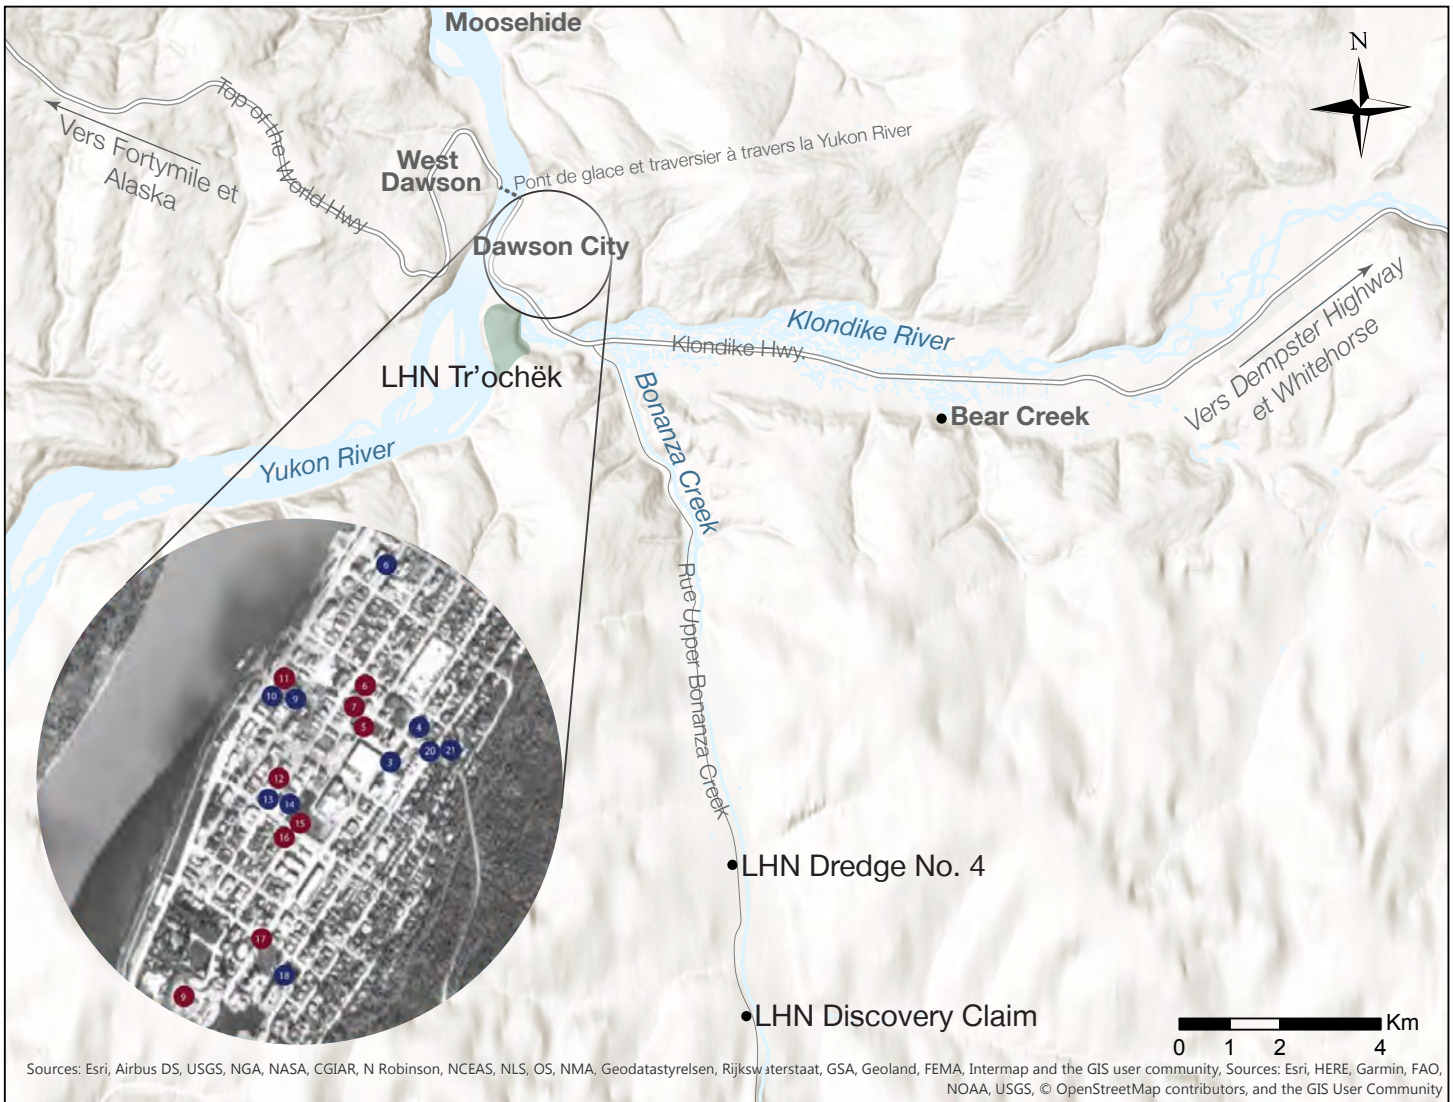 Moosehide
N
Top of the World Hwy
Vers Fortymile et
Alaska
West
Dawson
Pont de glace et traversier à travers la Yukon River
Dawson City
Klondike River
Klondike Hwy.
Vers Dempster Highway
et Whitehorse
LHN Tr'ochëk
Bonanza Creek
Bear Creek
Yukon River
Rue Upper Bonanza Creek
6
11
10
9
6
7
5
4
20
21
3
12
13
14
15
16
17
18
9
LHN Dredge No. 4
LHN Discovery Claim
Km
0 1 2 4
Sources: Esri, Airbus DS, USGS, NGA, NASA, CGIAR, N Robinson, NCEAS, NLS, OS, NMA, Geodatastyrelsen, Rijkswaterstaat, GSA, Geoland, FEMA, Intermap and the GIS user community, Sources: Esri, HERE, Garmin, FAO,
NOAA, USGS, © OpenStreetMap contributors, and the GIS User Community